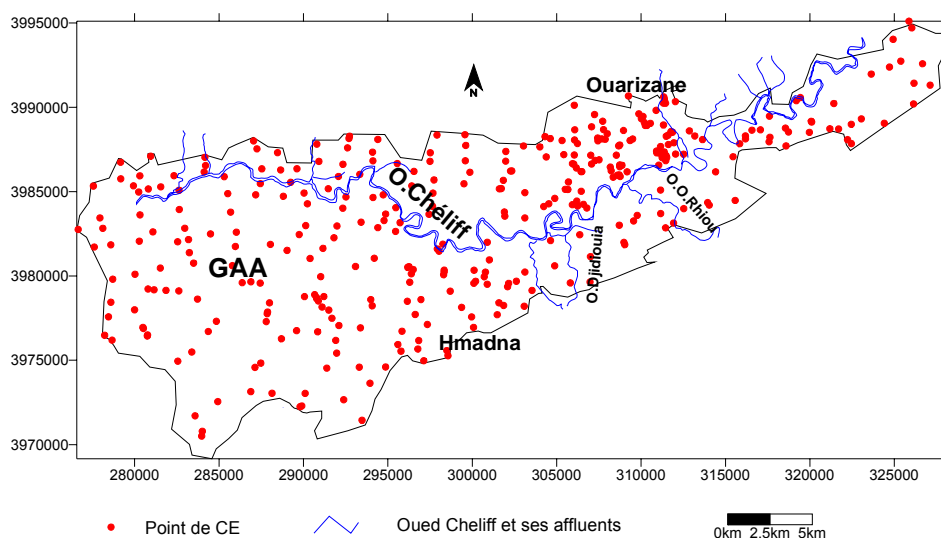 3995000
3990000
3985000
3980000
3975000
3970000
N
Ouarizane
O.Chéliff
O.O.Rhiou
GAA
O.Djidiouia
Hmadna
280000 285000 290000 295000 300000 305000 310000 315000 320000 325000
Point de CE
Oued Cheliff et ses affluents
0km 2.5km 5km